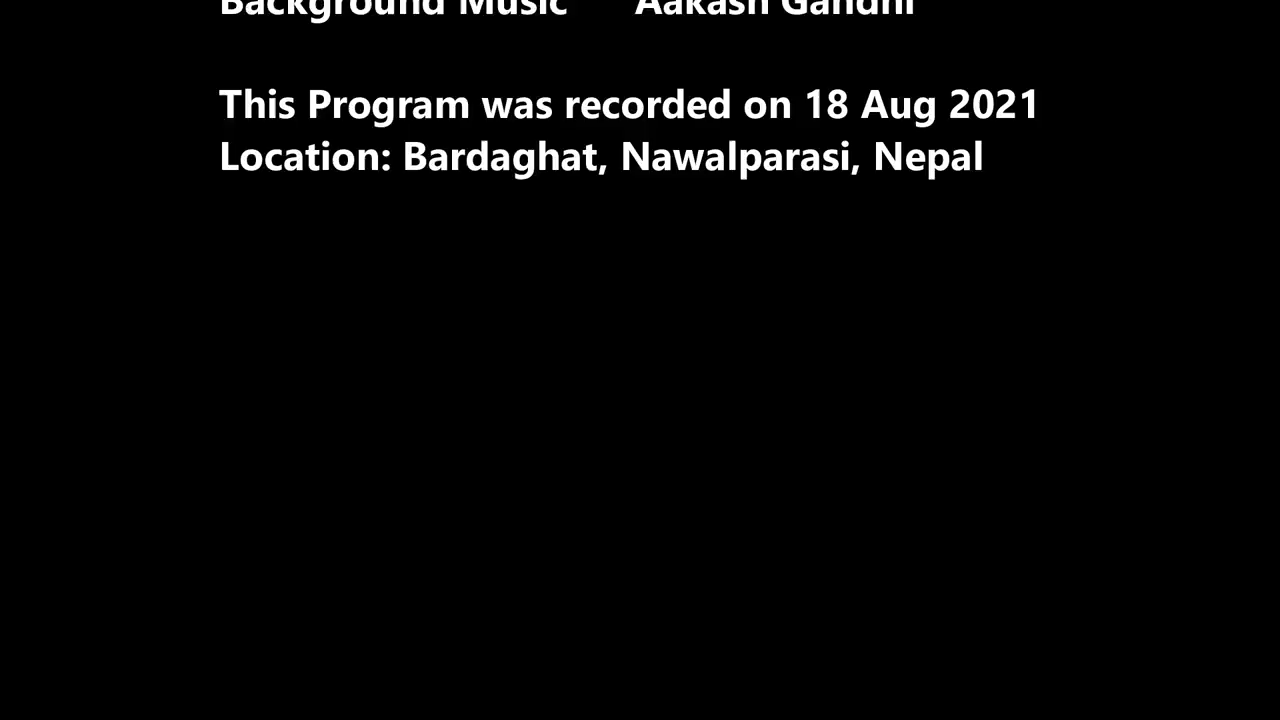 Background Music Aakash Gandhi
This Program was recorded on 18 Aug 2021
Location: Bardaghat, Nawalparasi, Nepal